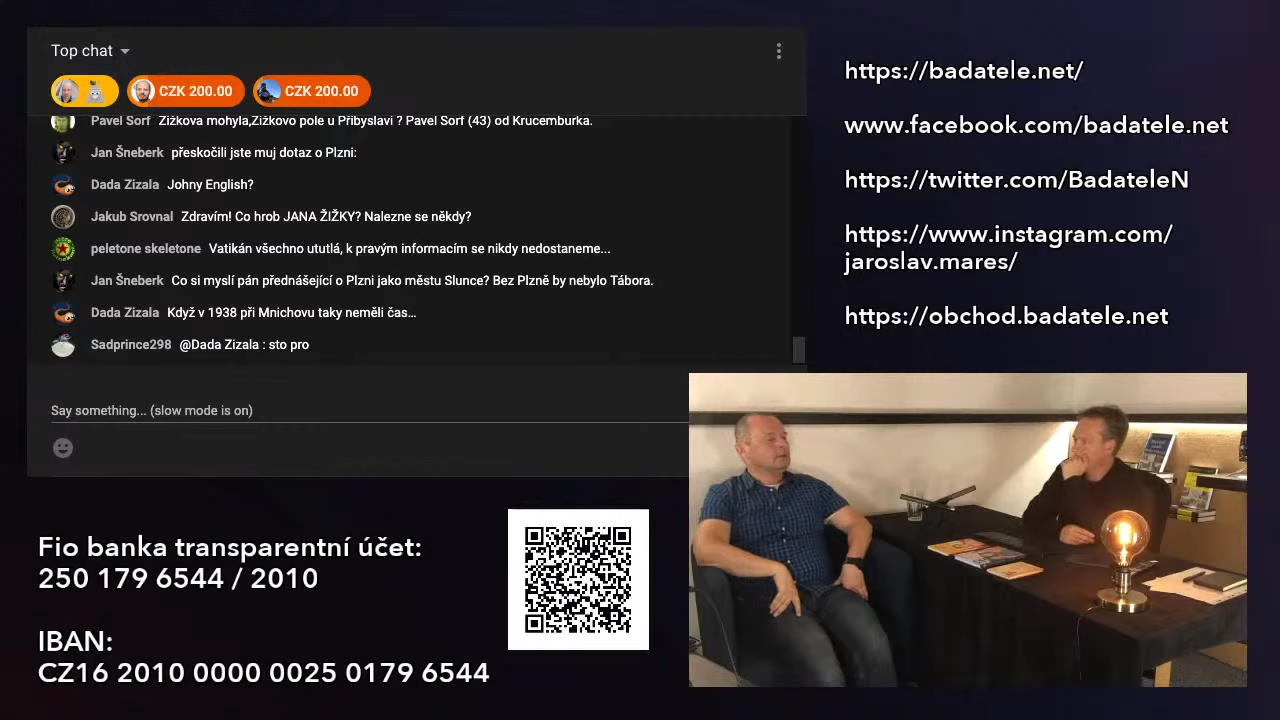 Top chat
CZK 200.00
CZK 200.00
Pavel Sorf Žižkova mohyla,Žižkovo pole u Přibyslavi ? Pavel Sorf (43) od Krucemburka.
Jan Šneberk přeskočili jste muj dotaz o Plzni:
Dada Zizala Johny English?
Jakub Srovnal Zdravím! Co hrob JANA ŽIŽKY? Nalezne se někdy?
peletone skeletone Vatikán všechno ututlá, k pravým informacím se nikdy nedostaneme...
Jan Šneberk Co si myslí pán přednášející o Plzni jako městu Slunce? Bez Plzně by nebylo Tábora.
Dada Zizala Když v 1938 při Mnichovu taky neměli čas...
Sadprince298 @Dada Zizala : sto pro
Say something... (slow mode is on)
https://badatele.net/
www.facebook.com/badatele.net
https://twitter.com/BadateleN
https://www.instagram.com/
jaroslav.mares/
https://obchod.badatele.net
Fio banka transparentní účet:
250 179 6544 / 2010
IBAN:
CZ16 2010 0000 0025 0179 6544